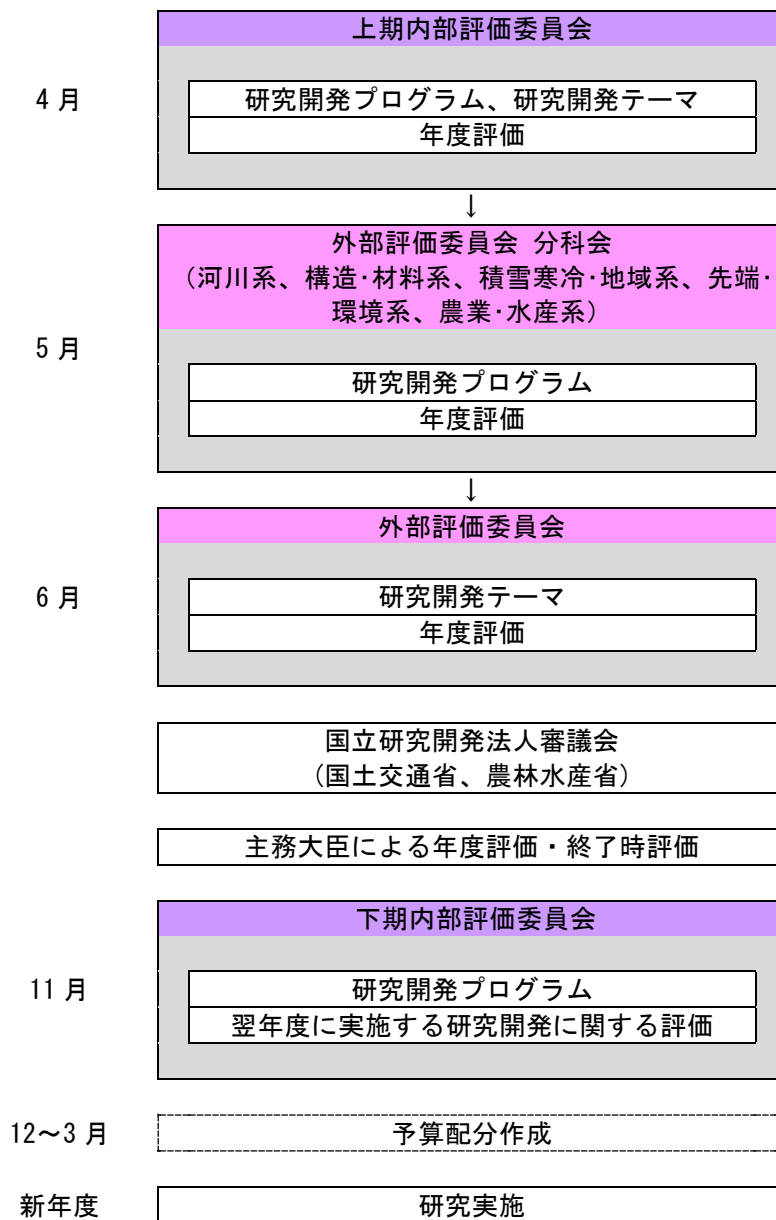 上期内部評価委員会
4 月
研究開発プログラム、研究開発テーマ
年度評価
↓
外部評価委員会 分科会
（河川系、構造･材料系、積雪寒冷･地域系、先端･
環境系、農業･水産系）
5 月
研究開発プログラム
年度評価
↓
外部評価委員会
6 月
研究開発テーマ
年度評価
国立研究開発法人審議会
（国土交通省、農林水産省）
主務大臣による年度評価・終了時評価
下期内部評価委員会
11 月
研究開発プログラム
翌年度に実施する研究開発に関する評価
12～3 月
予算配分作成
新年度
研究実施